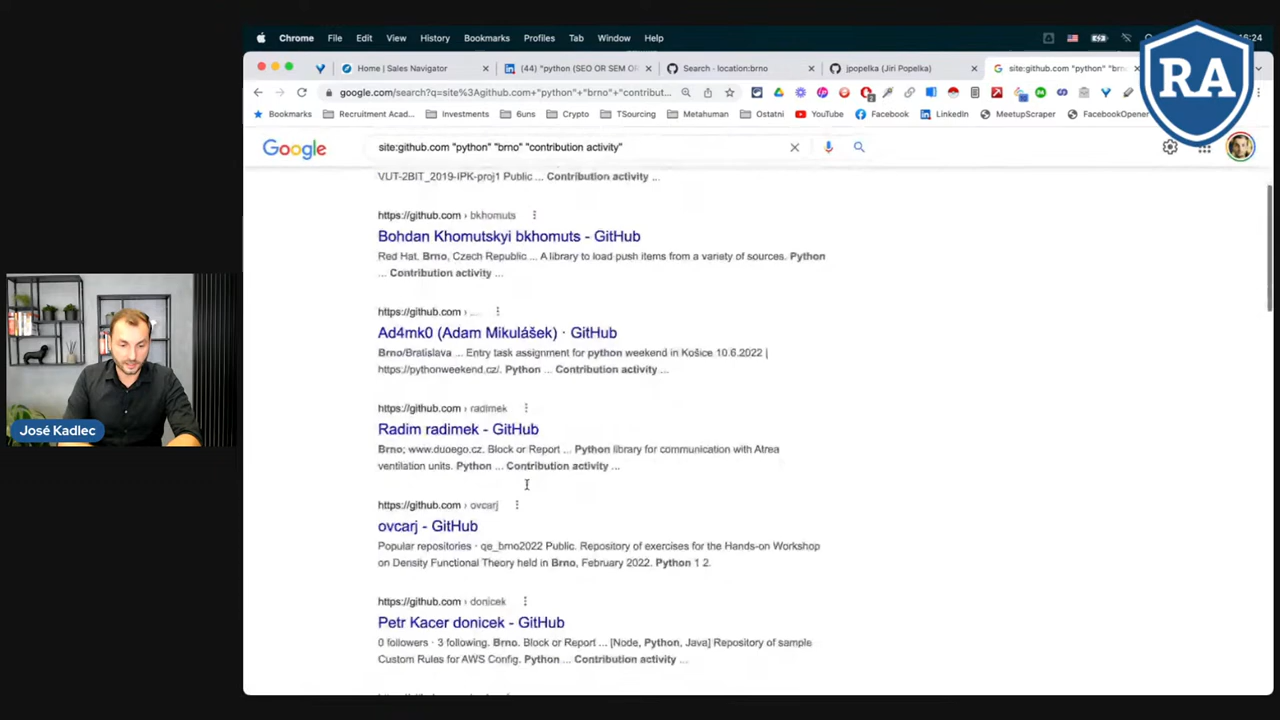 Chrome File Edit View History Bookmarks Profiles Tab Window Help
16:24
RA
Home | Sales Navigator
(44) "python (SEO OR SEM OR
Search · location:brno
jpopelka (Jiri Popelka)
site:github.com "python" "brno"
google.com/search?q=site%3Agithub.com+"python"+"brno"+"contribut...
Bookmarks Recruitment Acad... Investments 6uns Crypto TSourcing Metahuman Ostatni YouTube Facebook LinkedIn MeetupScraper FacebookOpener
Google
site:github.com "python" "brno" "contribution activity"
VUT-2BIT_2019-IPK-proj1 Public ... Contribution activity ...
https://github.com › bkhomuts
Bohdan Khomutskyi bkhomuts - GitHub
Red Hat. Brno, Czech Republic ... A library to load push items from a variety of sources. Python
... Contribution activity ...
https://github.com › ...
Ad4mk0 (Adam Mikulášek) · GitHub
Brno/Bratislava ... Entry task assignment for python weekend in Košice 10.6.2022 |
https://pythonweekend.cz/. Python ... Contribution activity ...
https://github.com › radimek
Radim radimek - GitHub
Brno; www.duoego.cz. Block or Report ... Python library for communication with Atrea
ventilation units. Python ... Contribution activity ...
José Kadlec
https://github.com › ovcarj
ovcarj - GitHub
Popular repositories · qe_brno2022 Public. Repository of exercises for the Hands-on Workshop
on Density Functional Theory held in Brno, February 2022. Python 1 2.
https://github.com › donicek
Petr Kacer donicek - GitHub
0 followers · 3 following. Brno. Block or Report ... [Node, Python, Java] Repository of sample
Custom Rules for AWS Config. Python ... Contribution activity ...